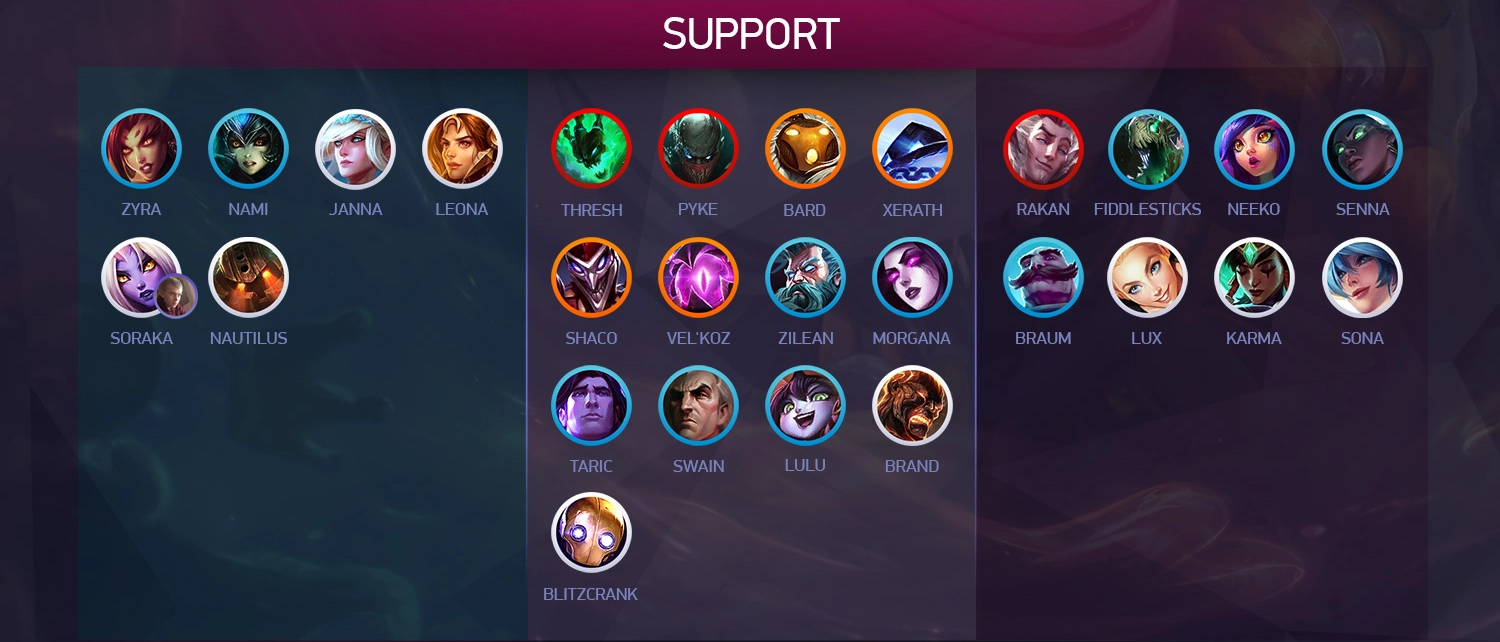 SUPPORT
ZYRA NAMI JANNA LEONA
SORAKA NAUTILUS
THRESH PYKE BARD XERATH
SHACO VEL'KOZ ZILEAN MORGANA
TARIC SWAIN LULU BRAND
BLITZCRANK
RAKAN FIDDLESTICKS NEEKO SENNA
BRAUM LUX KARMA SONA